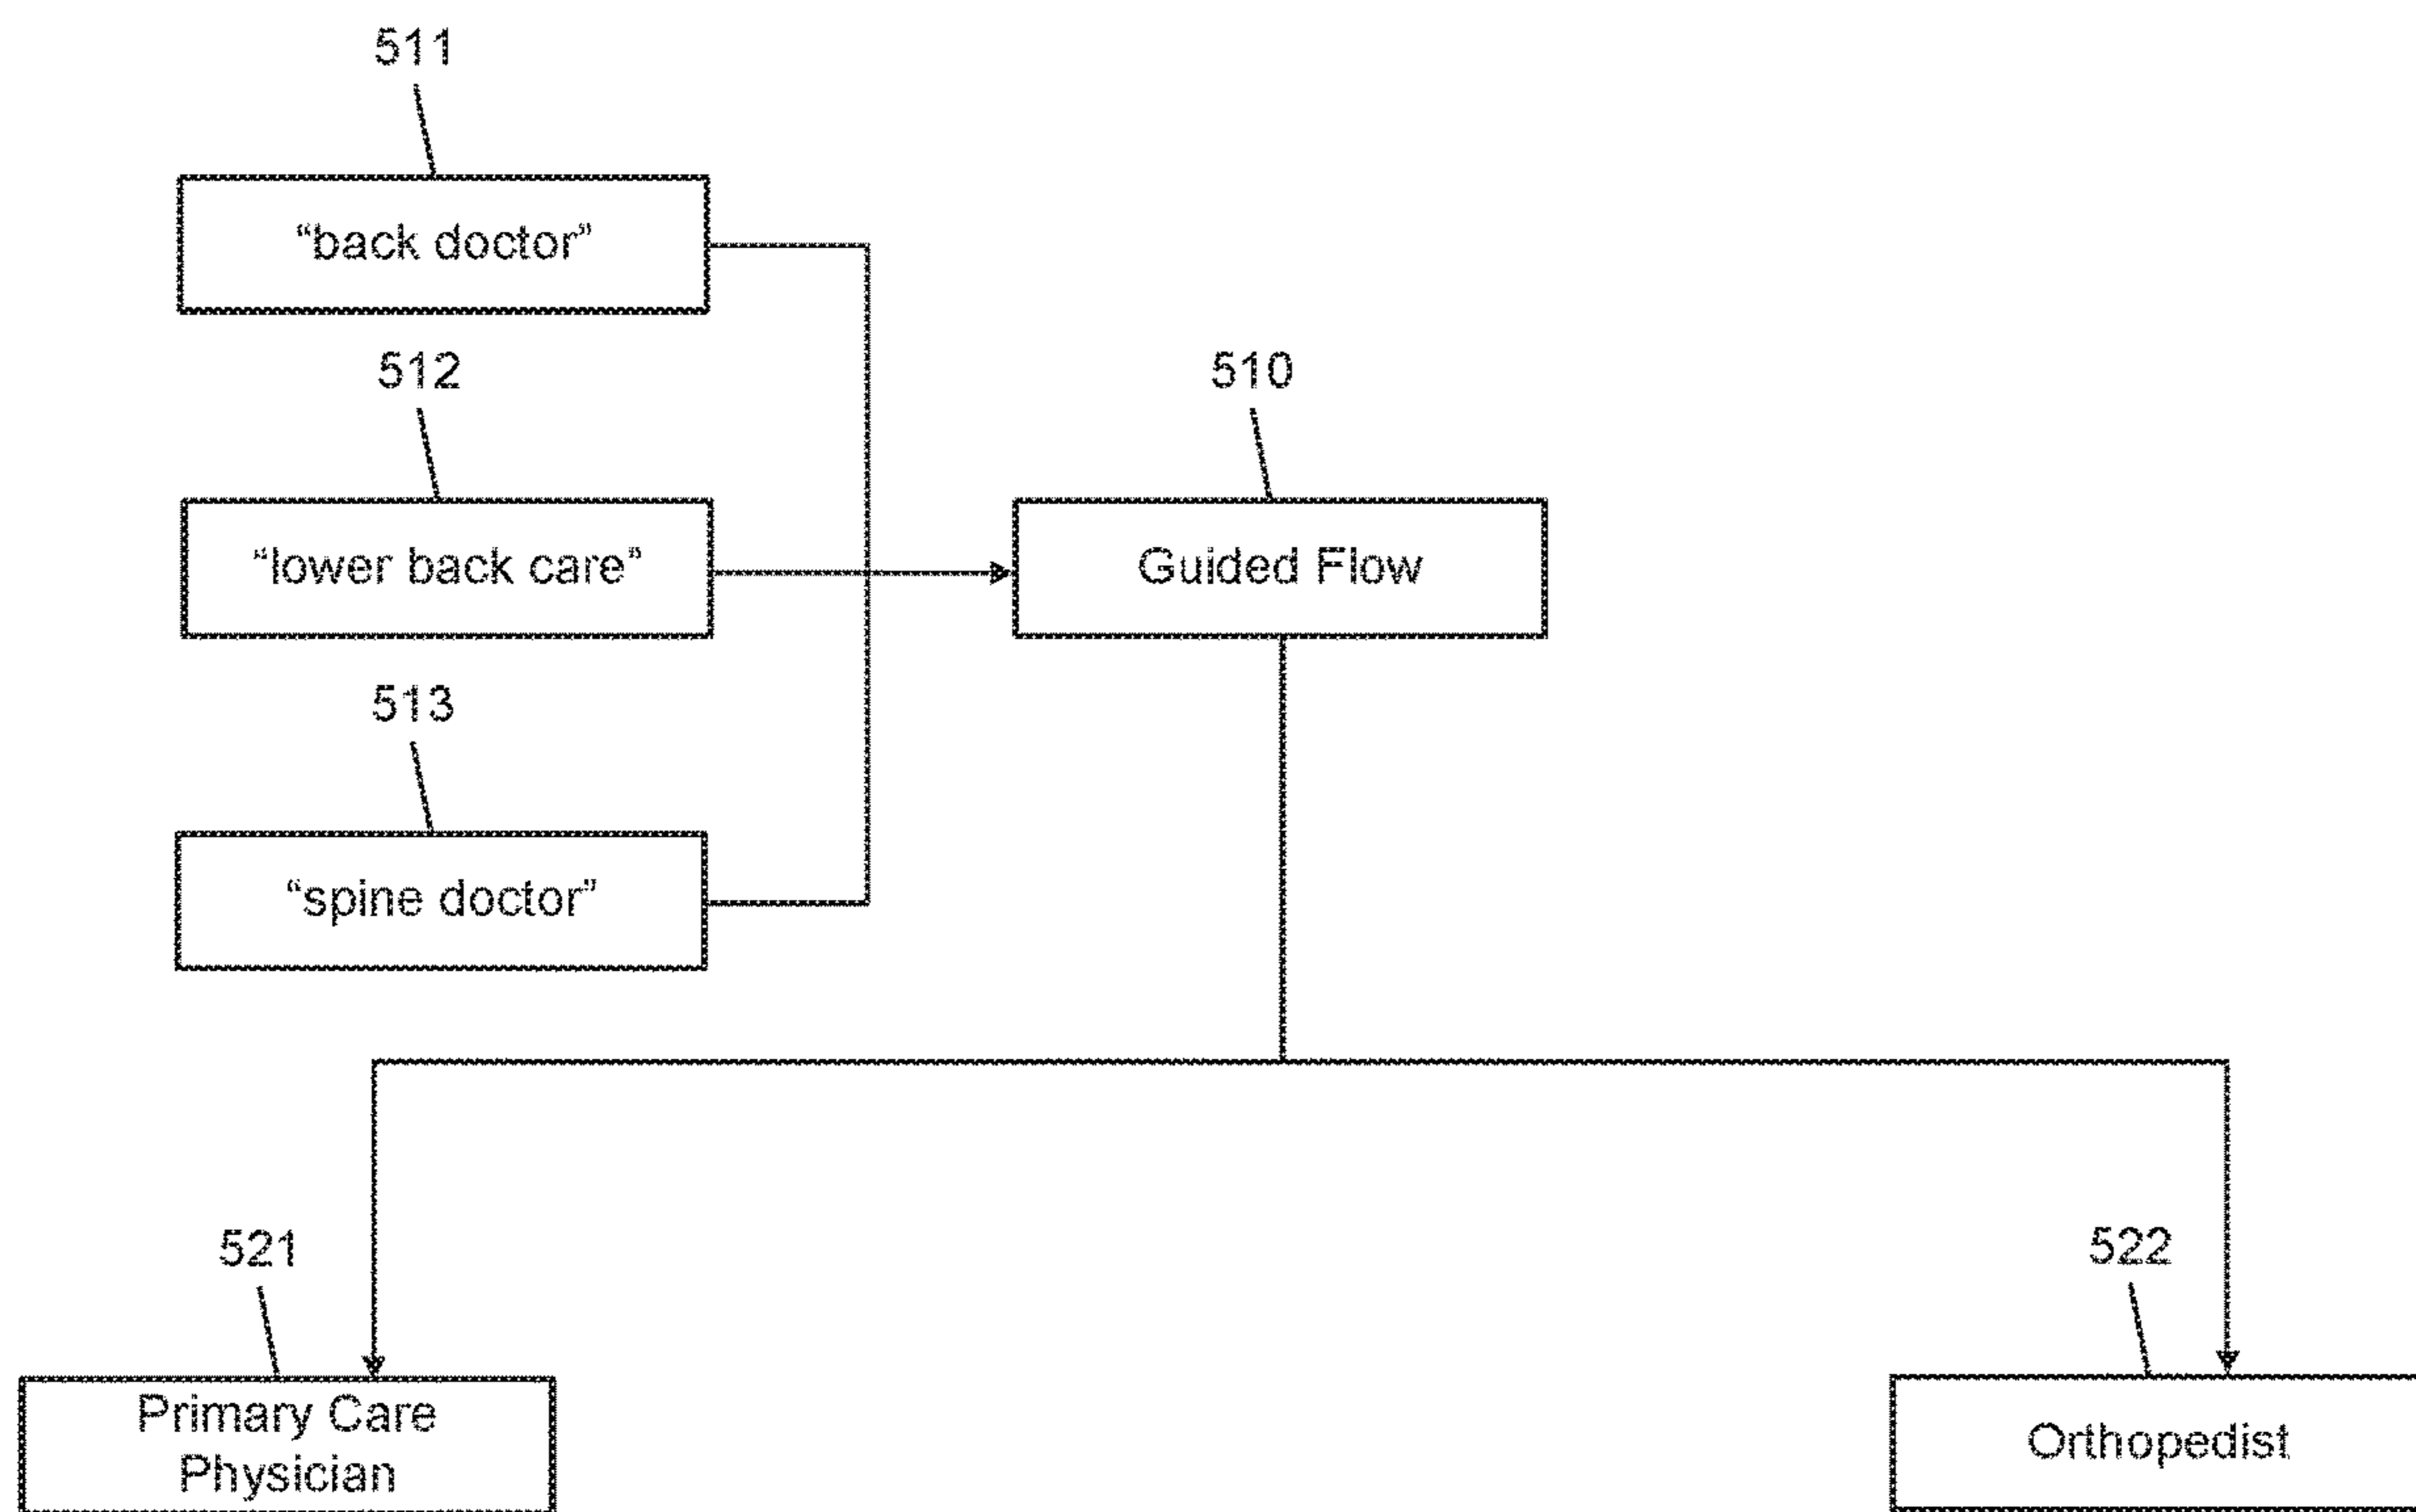 511
“back doctor”
512
510
“lower back care”
Guided Flow
513
“spine doctor”
521
522
Primary Care
Physician
Orthopedist